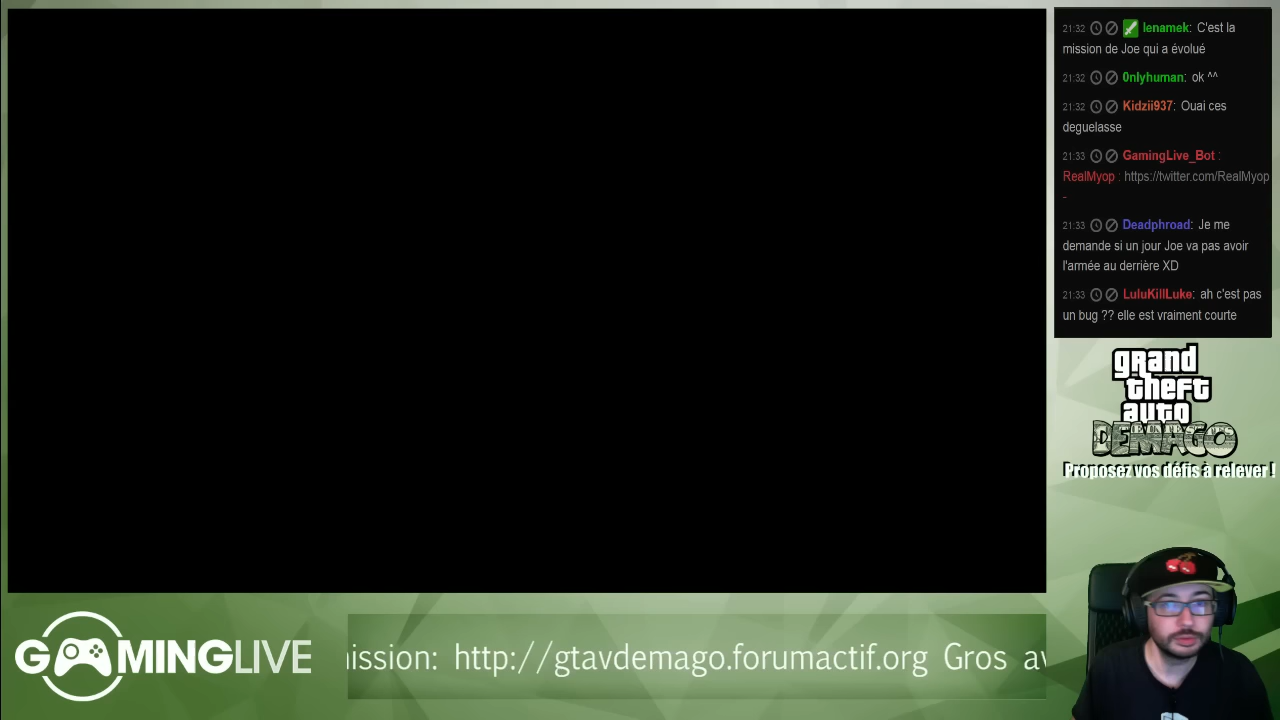 21:32 lenamek: C'est la
mission de Joe qui a évolué
21:32 0nlyhuman: ok ^^
21:32 Kidzii937: Ouai ces
deguelasse
21:33 GamingLive_Bot :
RealMyop : https://twitter.com/RealMyop
-
21:33 Deadphroad: Je me
demande si un jour Joe va pas avoir
l'armée au derrière XD
21:33 LuluKillLuke: ah c'est pas
un bug ?? elle est vraiment courte
grand
theft
auto
DEMAGO
Proposez vos défis à relever !
GAMINGLIVE
ission: http://gtavdemago.forumactif.org Gros av